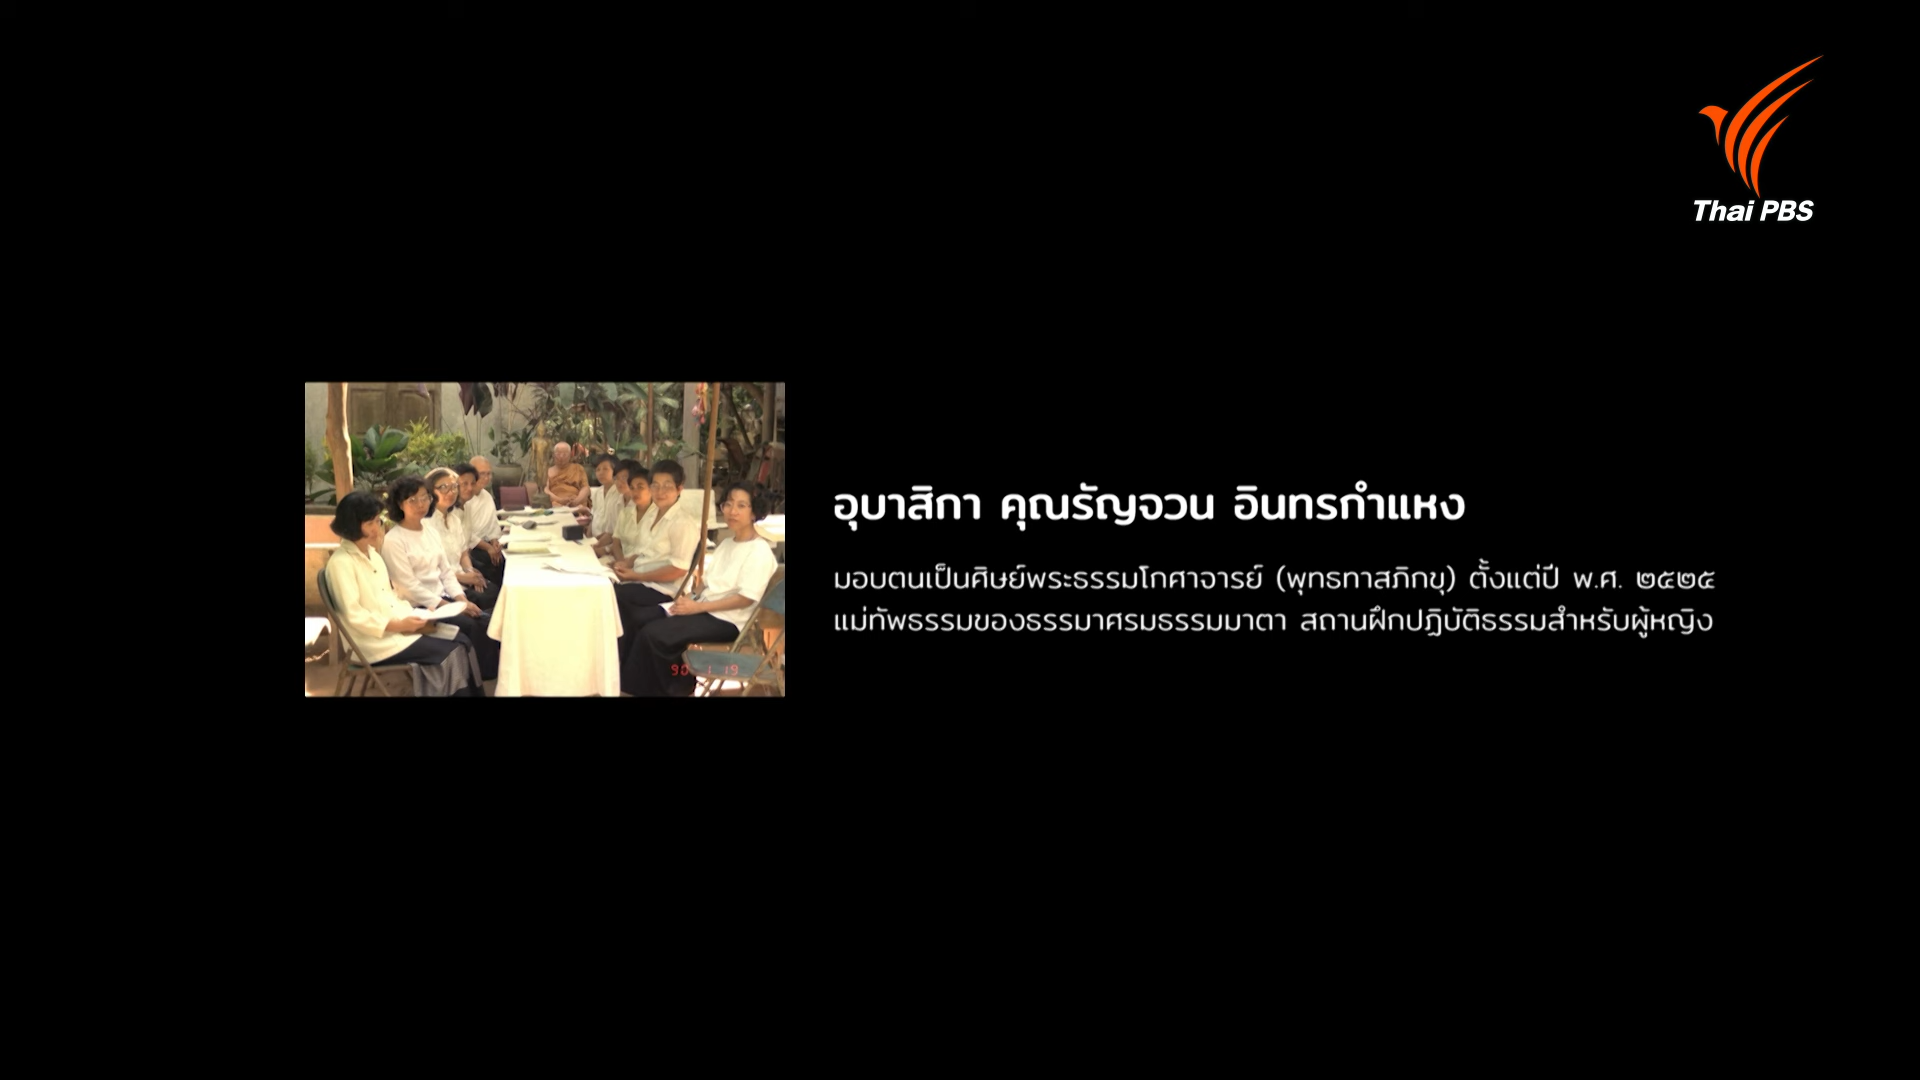 Thai PBS
อุบาสิกา คุณรัญจวน อินทรกำแหง
มอบตนเป็นศิษย์พระธรรมโกศาจารย์ (พุทธทาสภิกขุ) ตั้งแต่ปี พ.ศ. ๒๕๒๕
แม่ทัพธรรมของธรรมาศรมธรรมมาตา สถานฝึกปฏิบัติธรรมสำหรับผู้หญิง
90 1 19